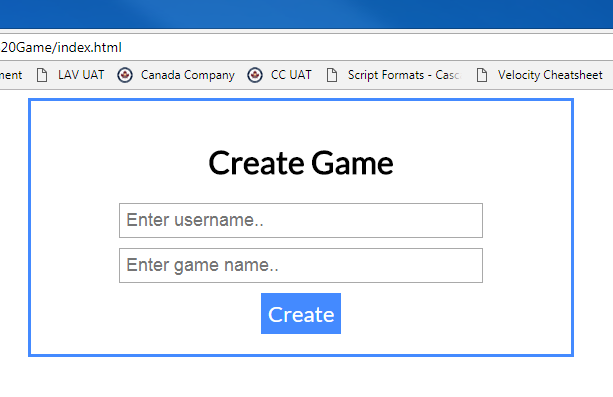 20Game/index.html
ment LAV UAT Canada Company CC UAT Script Formats - Casc Velocity Cheatsheet
Create Game
Enter username..
Enter game name..
Create